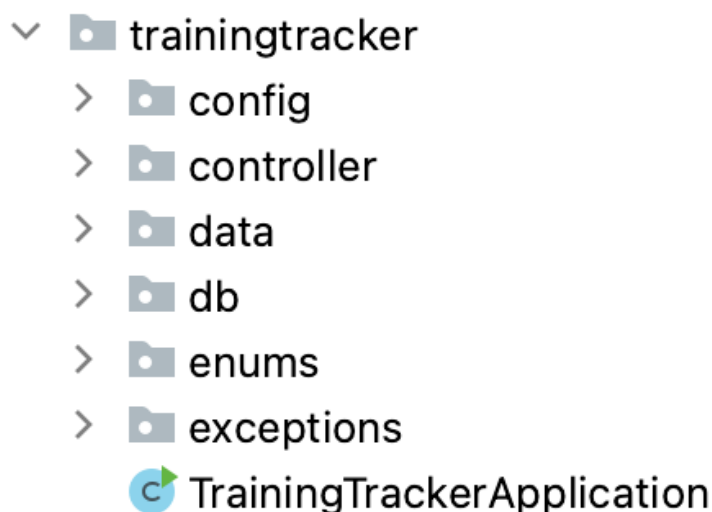 trainingtracker
config
controller
data
db
enums
exceptions
C TrainingTrackerApplication